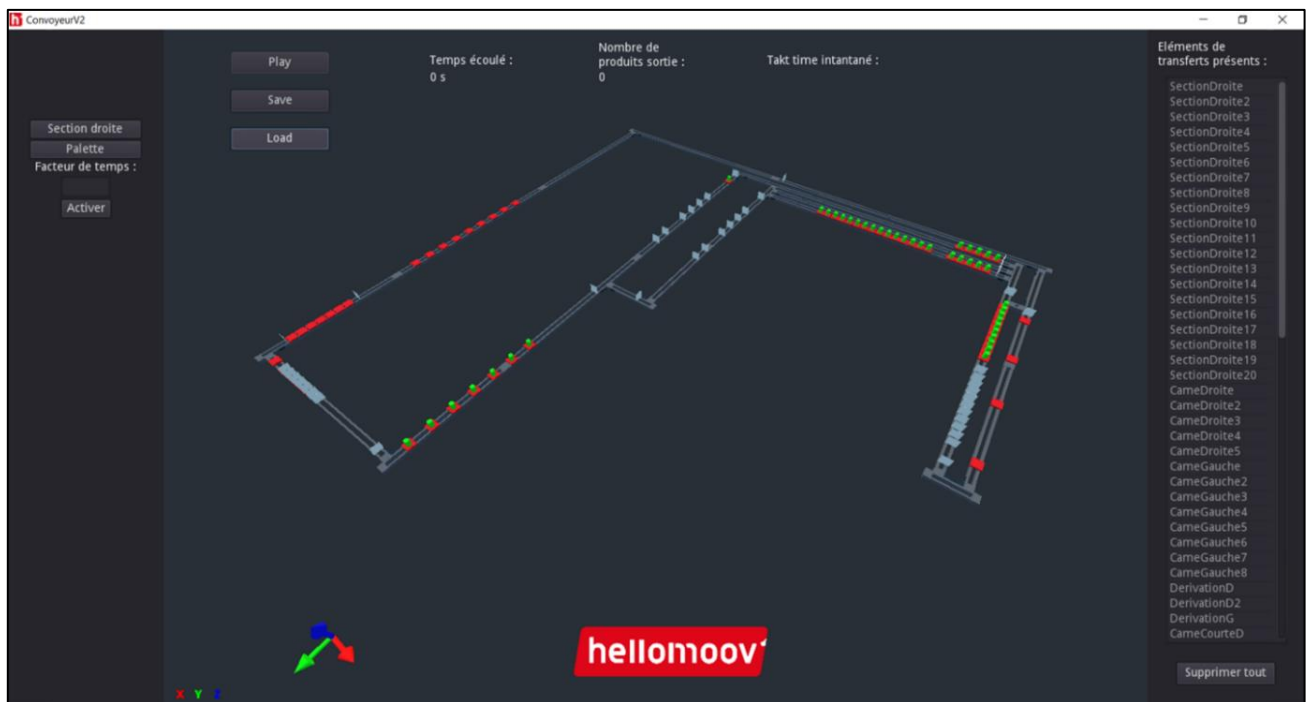 ConvoyeurV2
Section droite
Palette
Facteur de temps :
Activer
Play
Save
Load
Temps écoulé :
0 s
Nombre de
produits sortie :
0
Takt time intantané :
hellomoov'
X Y Z
Eléments de
transferts présents :
SectionDroite
SectionDroite2
SectionDroite3
SectionDroite4
SectionDroite5
SectionDroite6
SectionDroite7
SectionDroite8
SectionDroite9
SectionDroite10
SectionDroite11
SectionDroite12
SectionDroite13
SectionDroite14
SectionDroite15
SectionDroite16
SectionDroite17
SectionDroite18
SectionDroite19
SectionDroite20
CameDroite
CameDroite2
CameDroite3
CameDroite4
CameDroite5
CameGauche
CameGauche2
CameGauche3
CameGauche4
CameGauche5
CameGauche6
CameGauche7
CameGauche8
DerivationD
DerivationD2
DerivationG
CameCourteD
Supprimer tout